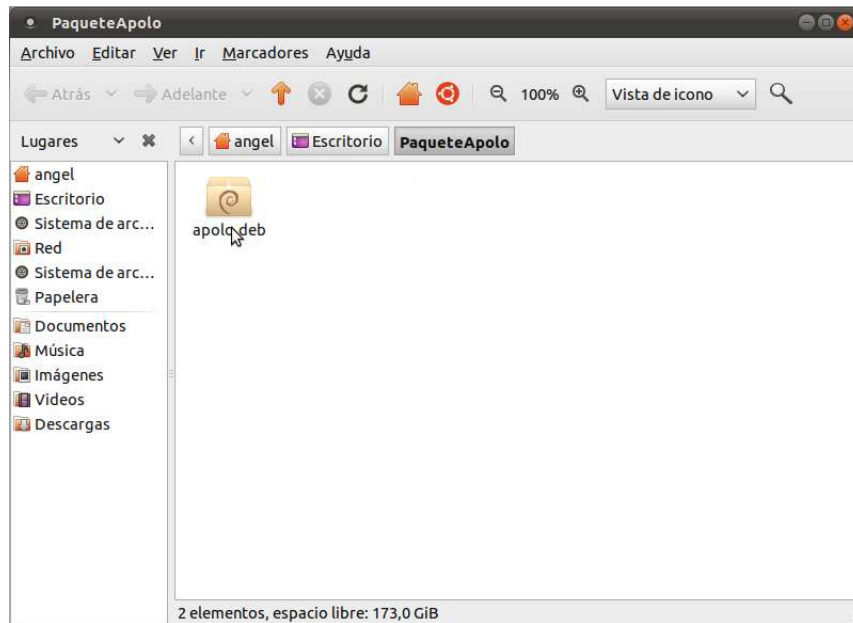 PaqueteApolo
Archivo Editar Ver Ir Marcadores Ayuda
Atrás Adelante 100% Vista de icono
Lugares angel Escritorio PaqueteApolo
angel
Escritorio
Sistema de arc...
Red
Sistema de arc...
Papelera
Documentos
Música
Imágenes
Videos
Descargas
apolo.deb
2 elementos, espacio libre: 173,0 GiB